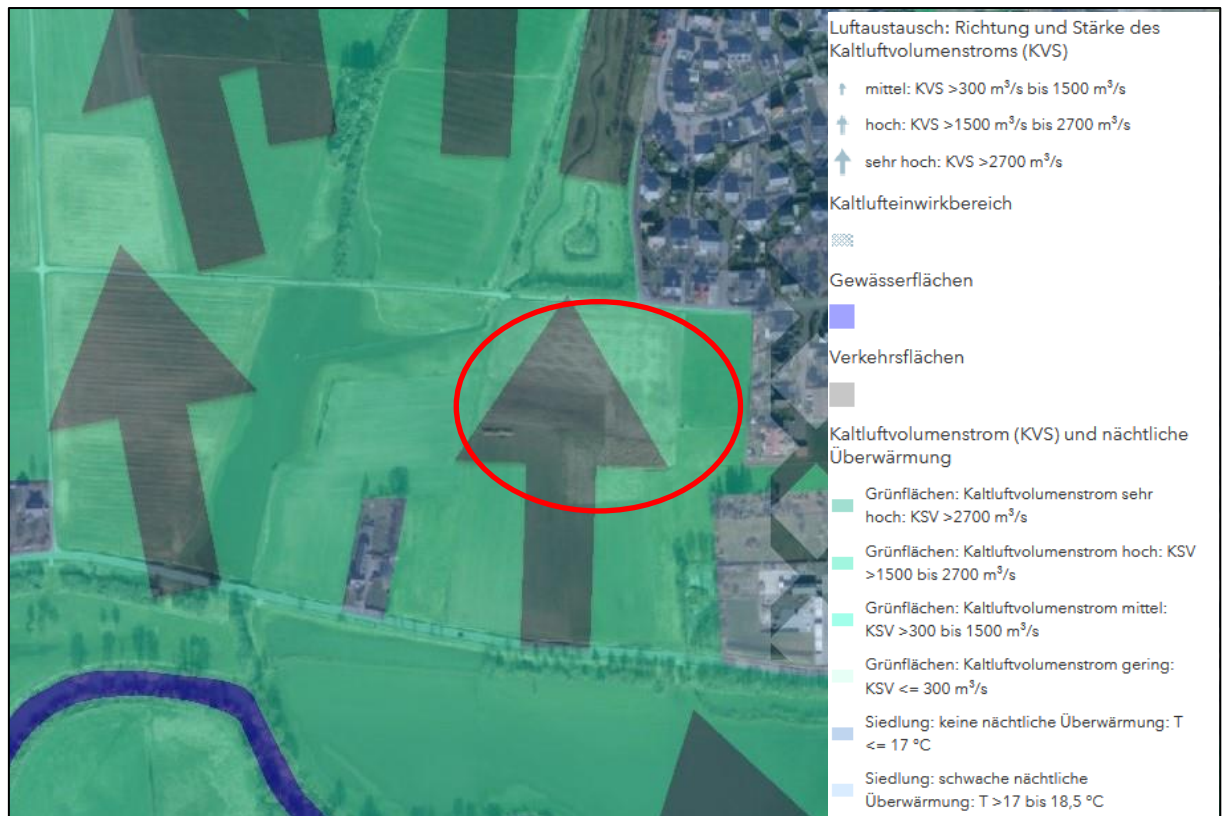 Luftaustausch: Richtung und Stärke des
Kaltluftvolumenstroms (KVS)
mittel: KVS >300 m³/s bis 1500 m³/s
hoch: KVS >1500 m³/s bis 2700 m³/s
sehr hoch: KVS >2700 m³/s
Kaltlufteinwirkbereich
Gewässerflächen
Verkehrsflächen
Kaltluftvolumenstrom (KVS) und nächtliche
Überwärmung
Grünflächen: Kaltluftvolumenstrom sehr
hoch: KSV >2700 m³/s
Grünflächen: Kaltluftvolumenstrom hoch: KSV
>1500 bis 2700 m³/s
Grünflächen: Kaltluftvolumenstrom mittel:
KSV >300 bis 1500 m³/s
Grünflächen: Kaltluftvolumenstrom gering:
KSV <= 300 m³/s
Siedlung: keine nächtliche Überwärmung: T
<= 17 °C
Siedlung: schwache nächtliche
Überwärmung: T >17 bis 18,5 °C